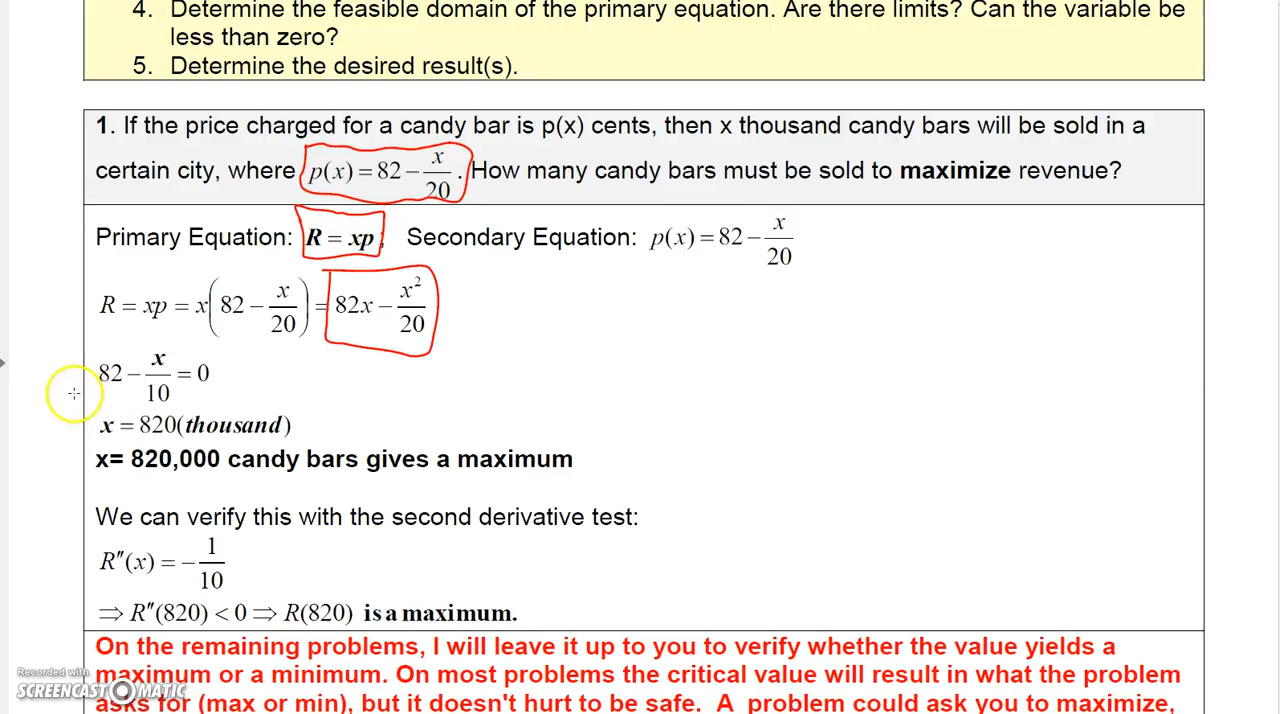 4. Determine the feasible domain of the primary equation. Are there limits? Can the variable be
less than zero?
5. Determine the desired result(s).
1. If the price charged for a candy bar is p(x) cents, then x thousand candy bars will be sold in a
certain city, where p(x) = 82 − x/20. How many candy bars must be sold to maximize revenue?
Primary Equation: R = xp, Secondary Equation: p(x) = 82 − x/20
R = xp = x(82 − x/20) = 82x − x²/20
82 − x/10 = 0
x = 820(thousand)
x= 820,000 candy bars gives a maximum
We can verify this with the second derivative test:
R″(x) = −1/10
⇒ R″(820) < 0 ⇒ R(820) is a maximum.
On the remaining problems, I will leave it up to you to verify whether the value yields a
maximum or a minimum. On most problems the critical value will result in what the problem
asks for (max or min), but it doesn't hurt to be safe. A problem could ask you to maximize,
Recorded with
SCREENCAST-O-MATIC